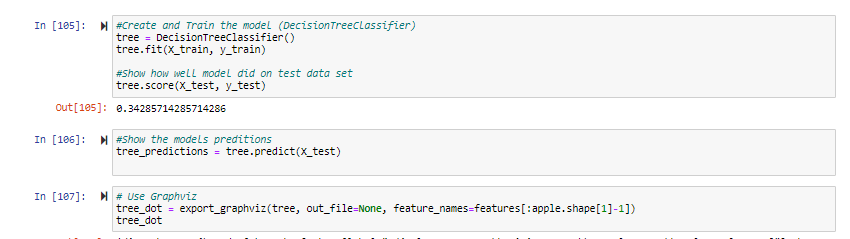 In [105]:
#Create and Train the model (DecisionTreeClassifier)
tree = DecisionTreeClassifier()
tree.fit(X_train, y_train)
#Show how well model did on test data set
tree.score(X_test, y_test)
Out[105]: 0.34285714285714286
In [106]:
#Show the models preditions
tree_predictions = tree.predict(X_test)
In [107]:
# Use Graphviz
tree_dot = export_graphviz(tree, out_file=None, feature_names=features[:apple.shape[1]-1])
tree_dot